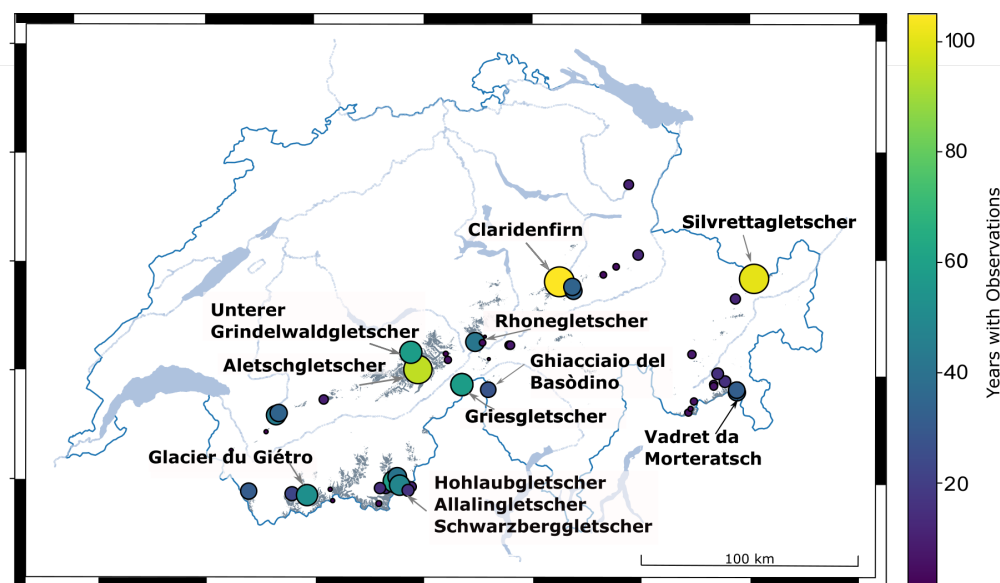 Silvrettagletscher
Claridenfirn
Unterer
Grindelwaldgletscher
Rhonegletscher
Aletschgletscher
Ghiacciaio del
Basòdino
Griesgletscher
Vadret da
Morteratsch
Glacier du Giétro
Hohlaubgletscher
Allalingletscher
Schwarzberggletscher
100 km
100
80
60
40
20
Years with Observations